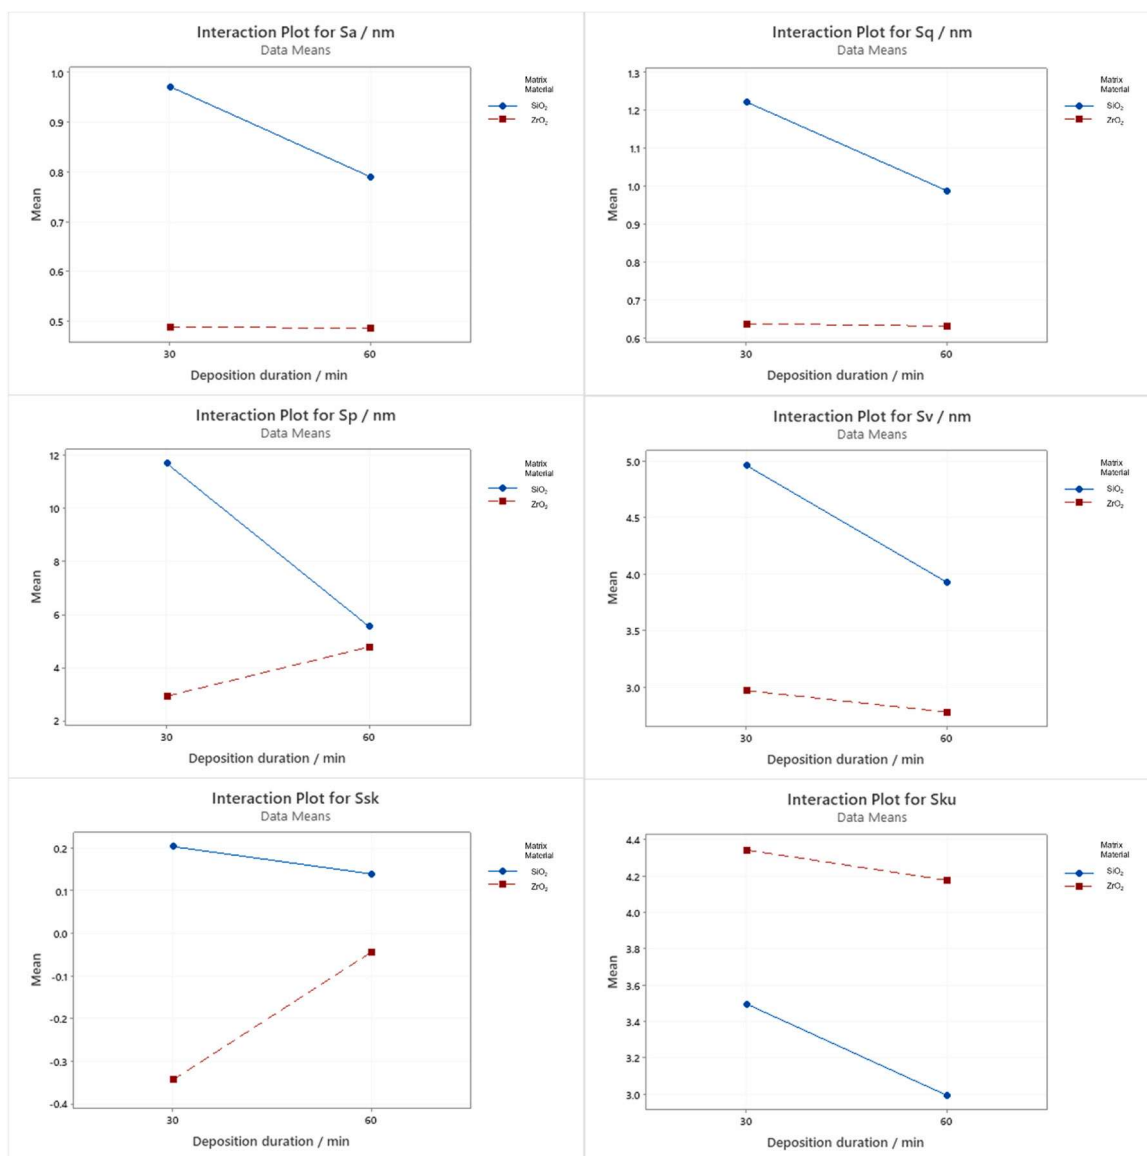 Interaction Plot for Sa / nm
Data Means
1.0
0.9
0.8
0.7
0.6
0.5
Mean
30
60
Deposition duration / min
Matrix
Material
SiO₂
ZrO₂
Interaction Plot for Sq / nm
Data Means
1.3
1.2
1.1
1.0
0.9
0.8
0.7
0.6
Mean
30
60
Deposition duration / min
Matrix
Material
SiO₂
ZrO₂
Interaction Plot for Sp / nm
Data Means
12
10
8
6
4
2
Mean
30
60
Deposition duration / min
Matrix
Material
SiO₂
ZrO₂
Interaction Plot for Sv / nm
Data Means
5.0
4.5
4.0
3.5
3.0
Mean
30
60
Deposition duration / min
Matrix
Material
SiO₂
ZrO₂
Interaction Plot for Ssk
Data Means
0.2
0.1
0.0
-0.1
-0.2
-0.3
-0.4
Mean
30
60
Deposition duration / min
Matrix
Material
SiO₂
ZrO₂
Interaction Plot for Sku
Data Means
4.4
4.2
4.0
3.8
3.6
3.4
3.2
3.0
Mean
30
60
Deposition duration / min
Matrix
Material
SiO₂
ZrO₂